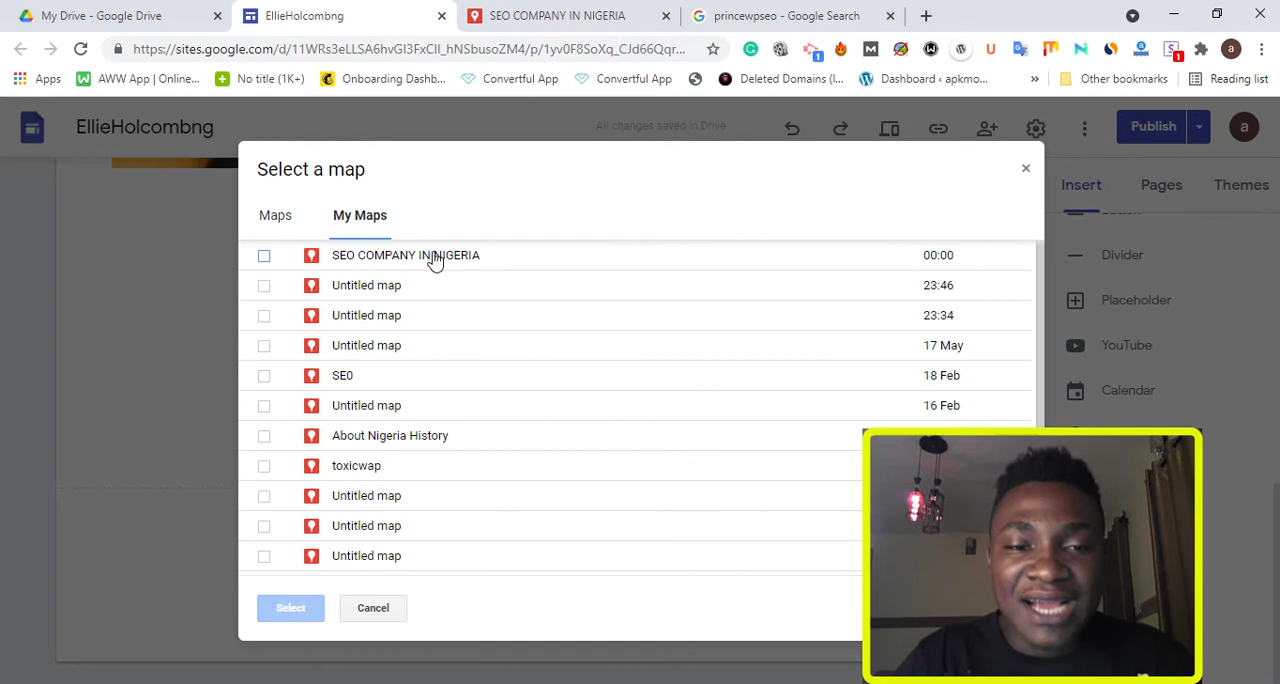 My Drive - Google Drive
EllieHolcombng
SEO COMPANY IN NIGERIA
princewpseo - Google Search
https://sites.google.com/d/11WRs3eLLSA6hvGI3FxCIl_hNSbusoZM4/p/1yv0F8SoXq_CJd66Qqr...
Apps
AWW App | Online...
No title (1K+)
Onboarding Dashb...
Convertful App
Convertful App
Deleted Domains (l...
Dashboard ‹ apkmo...
»
Other bookmarks
Reading list
EllieHolcombng
All changes saved in Drive
Publish
a
Insert
Pages
Themes
Select a map
×
Maps
My Maps
SEO COMPANY IN NIGERIA 00:00
Untitled map 23:46
Untitled map 23:34
Untitled map 17 May
SE0 18 Feb
Untitled map 16 Feb
About Nigeria History
toxicwap
Untitled map
Untitled map
Untitled map
Select
Cancel
Divider
Placeholder
YouTube
Calendar